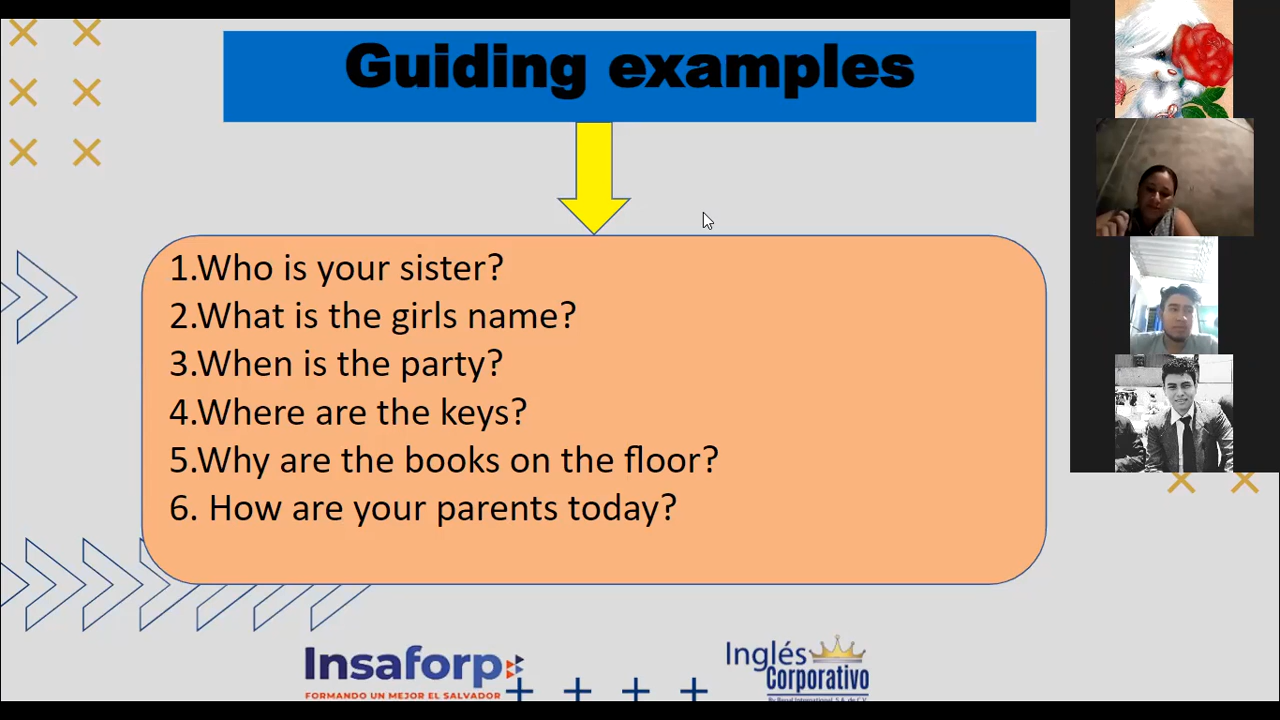 Guiding examples
1.Who is your sister?
2.What is the girls name?
3.When is the party?
4.Where are the keys?
5.Why are the books on the floor?
6. How are your parents today?
Insaforp
FORMANDO UN MEJOR EL SALVADOR
Inglés
Corporativo